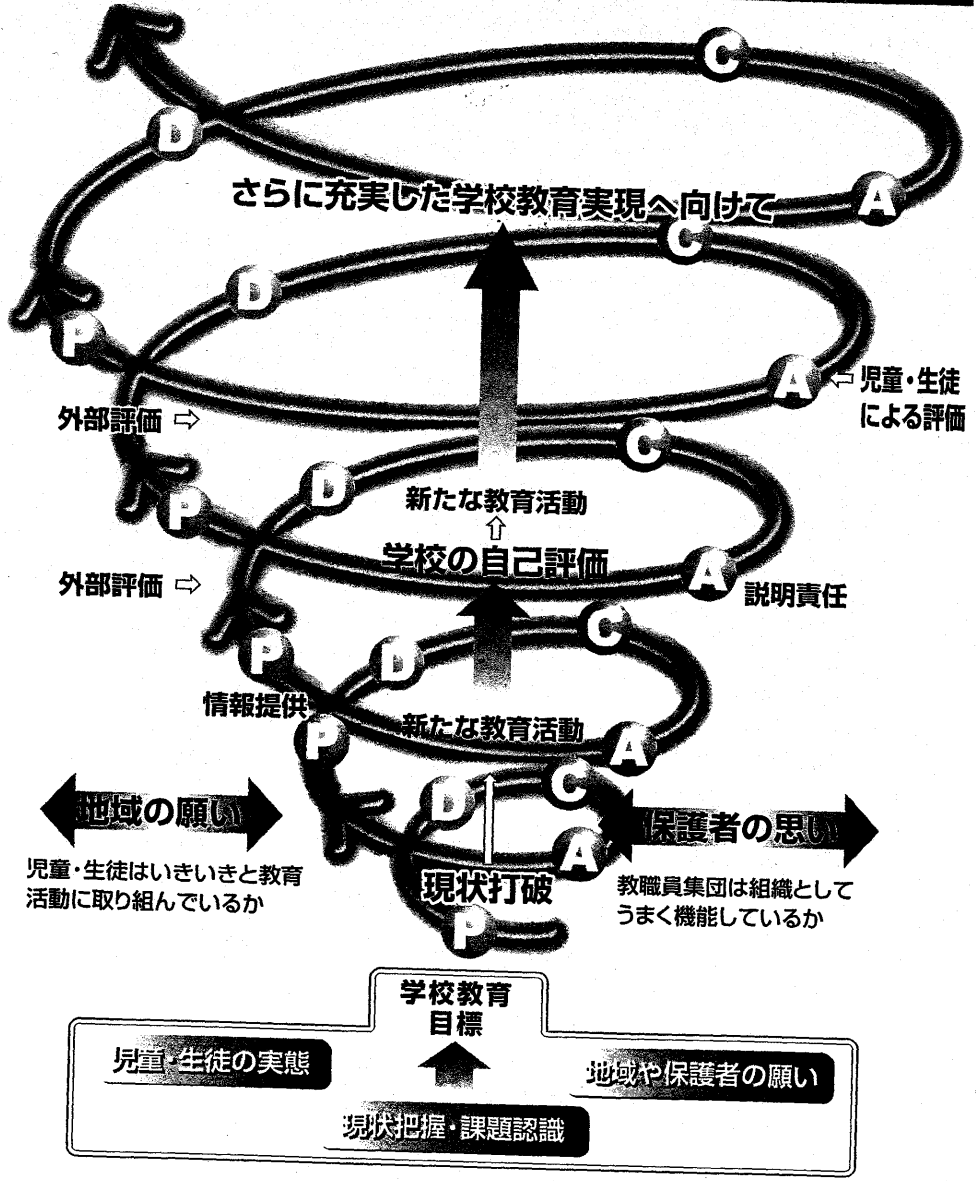 C
D
さらに充実した学校教育実現へ向けて
A
C
D
P
A
⇦児童・生徒
による評価
外部評価⇨
C
D
新たな教育活動
P
⇧
学校の自己評価
外部評価⇨
A
説明責任
C
P
D
情報提供
新たな教育活動
P
A
C
D
地域の願い
保護者の思い
児童・生徒はいきいきと教育
活動に取り組んでいるか
A
現状打破
教職員集団は組織として
うまく機能しているか
P
学校教育
目標
児童・生徒の実態
地域や保護者の願い
現状把握・課題認識